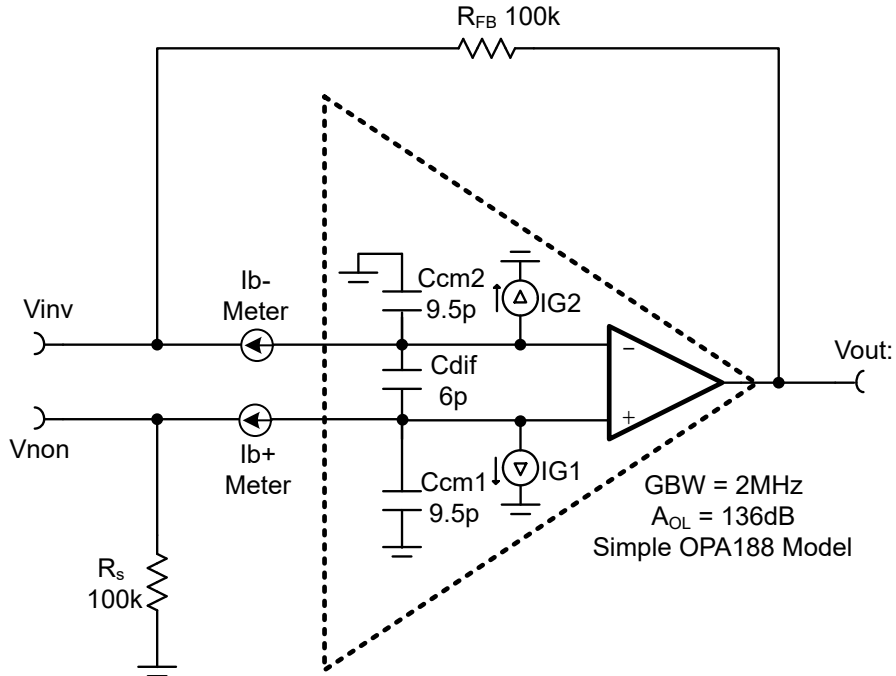 RFB 100k
Ib-
Meter
Ccm2
9.5p
IG2
Vinv
Cdif
6p
−
+
Vout:
Vnon
Ib+
Meter
Ccm1
9.5p
IG1
GBW = 2MHz
AOL = 136dB
Simple OPA188 Model
Rs
100k